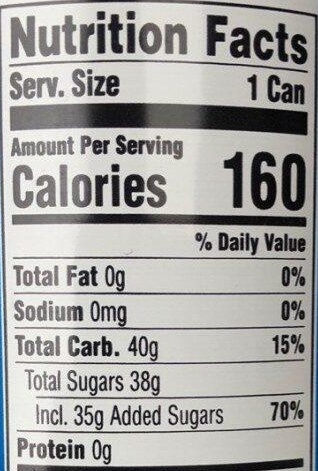 Nutrition Facts
Serv. Size 1 Can
Amount Per Serving
Calories 160
% Daily Value
Total Fat 0g 0%
Sodium 0mg 0%
Total Carb. 40g 15%
Total Sugars 38g
Incl. 35g Added Sugars 70%
Protein 0g